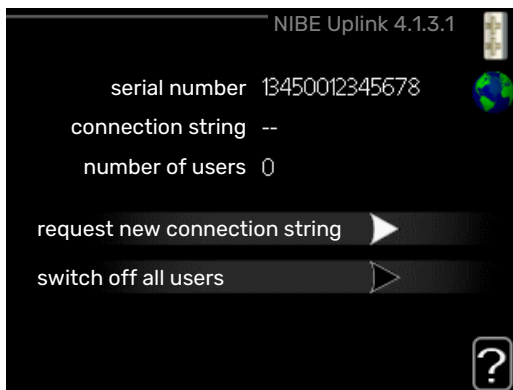 NIBE Uplink 4.1.3.1
serial number 13450012345678
connection string --
number of users 0
request new connection string
switch off all users
?